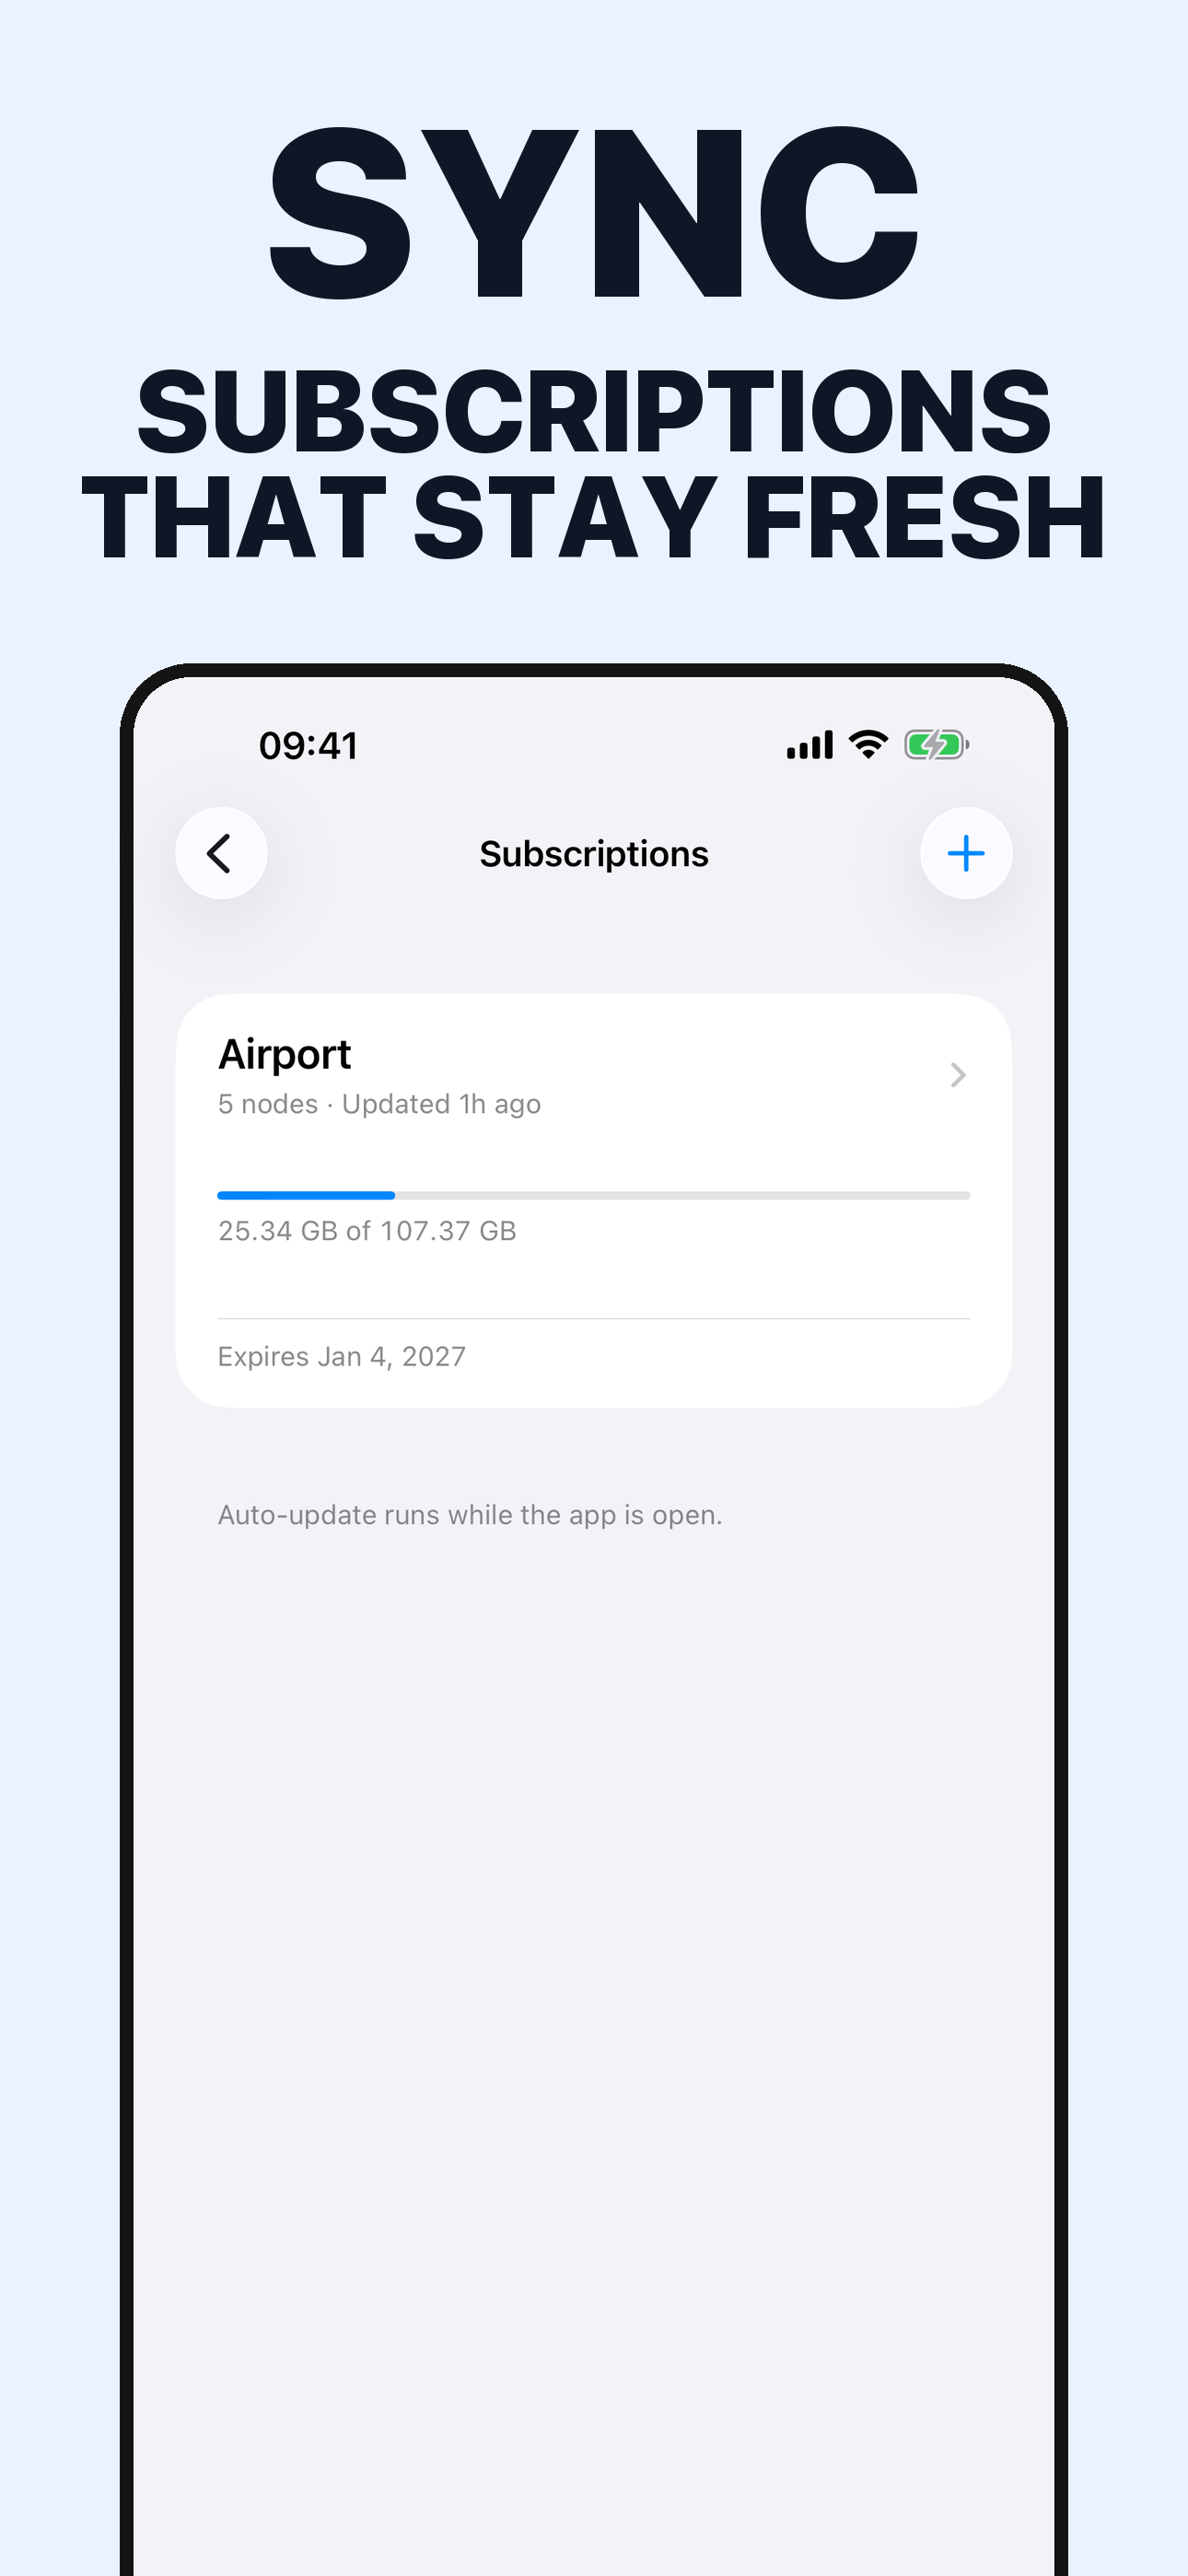 SYNC
SUBSCRIPTIONS
THAT STAY FRESH
09:41
Subscriptions
Airport
5 nodes · Updated 1h ago
25.34 GB of 107.37 GB
Expires Jan 4, 2027
Auto-update runs while the app is open.